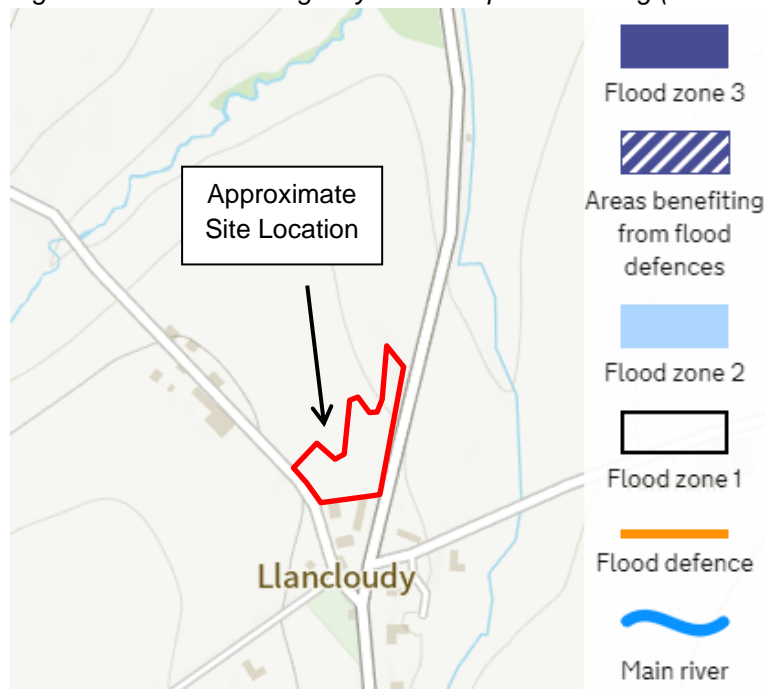 Flood zone 3
Approximate
Site Location
Areas benefiting
from flood
defences
Flood zone 2
Flood zone 1
Flood defence
Llancloudy
Main river